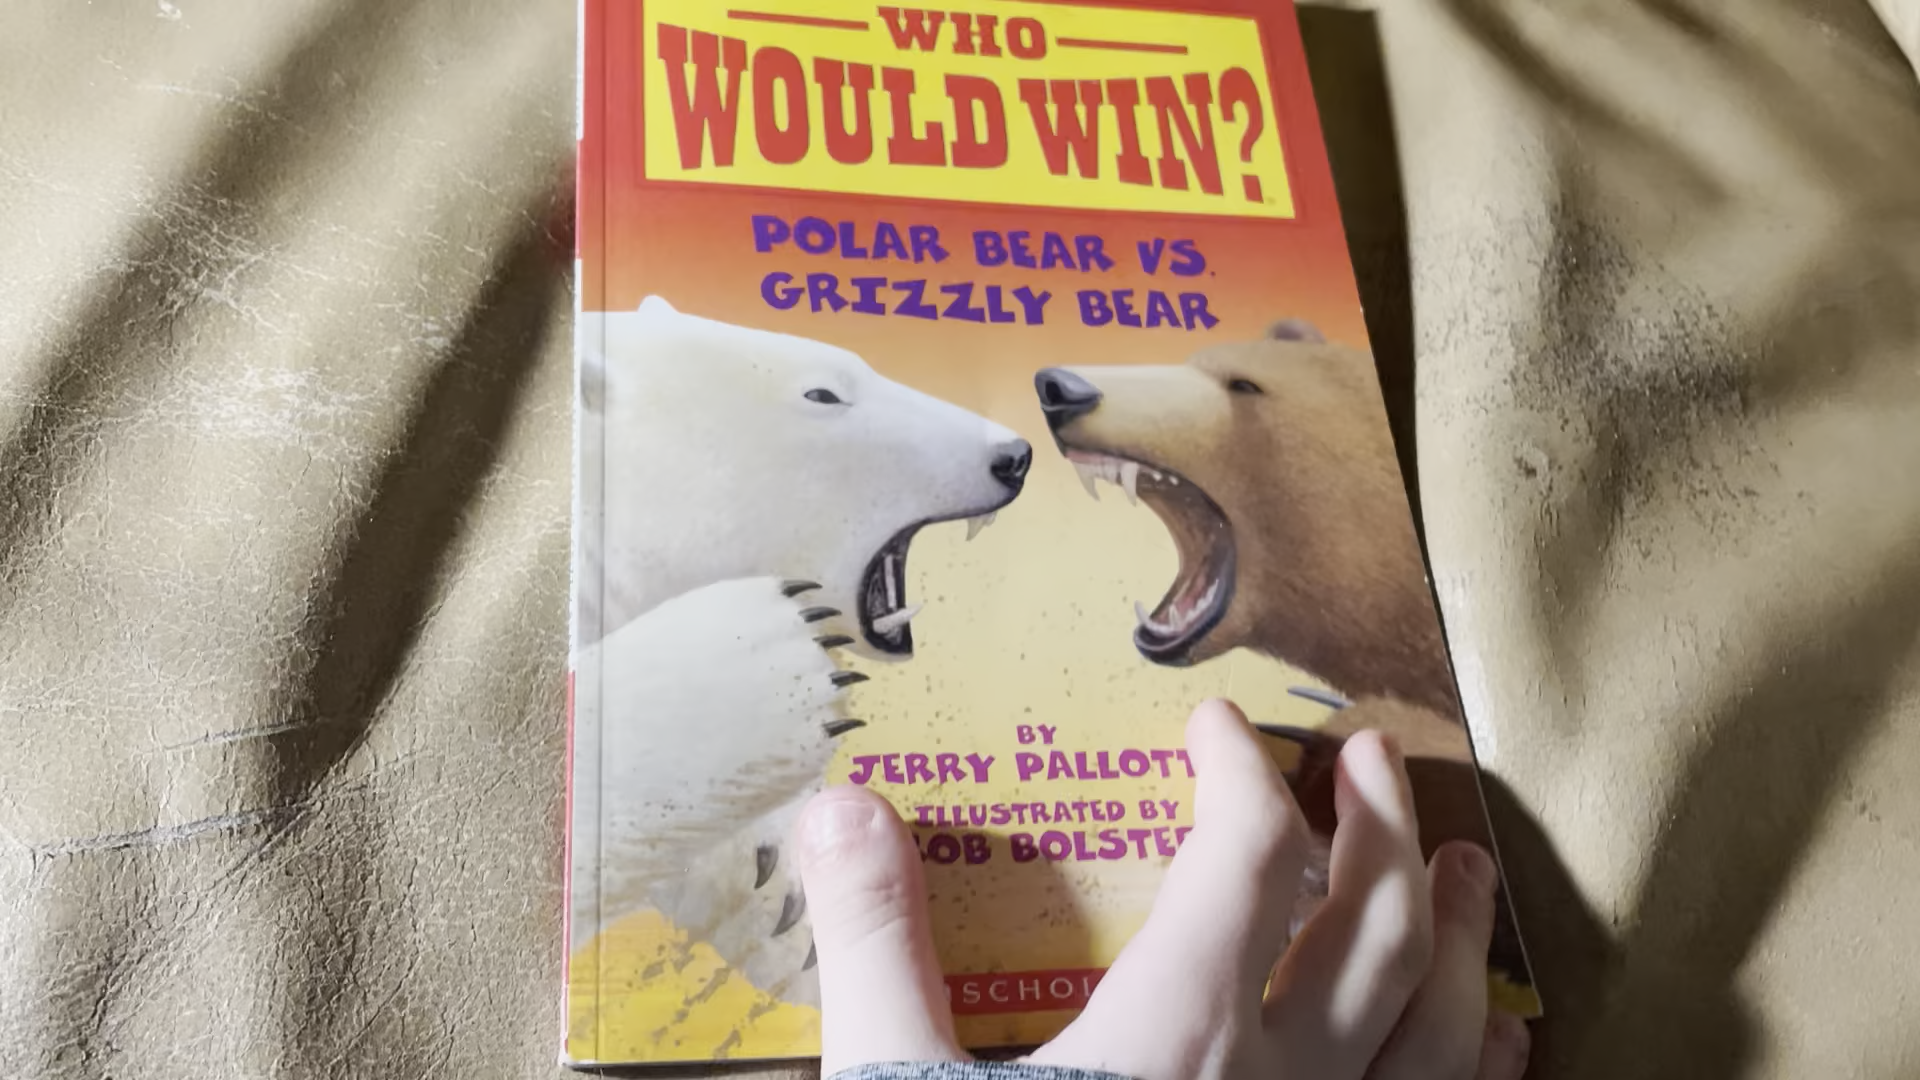 WHO
WOULD WIN?
POLAR BEAR VS.
GRIZZLY BEAR
BY
JERRY PALLOTT
ILLUSTRATED BY
OB BOLSTE
SCHOL